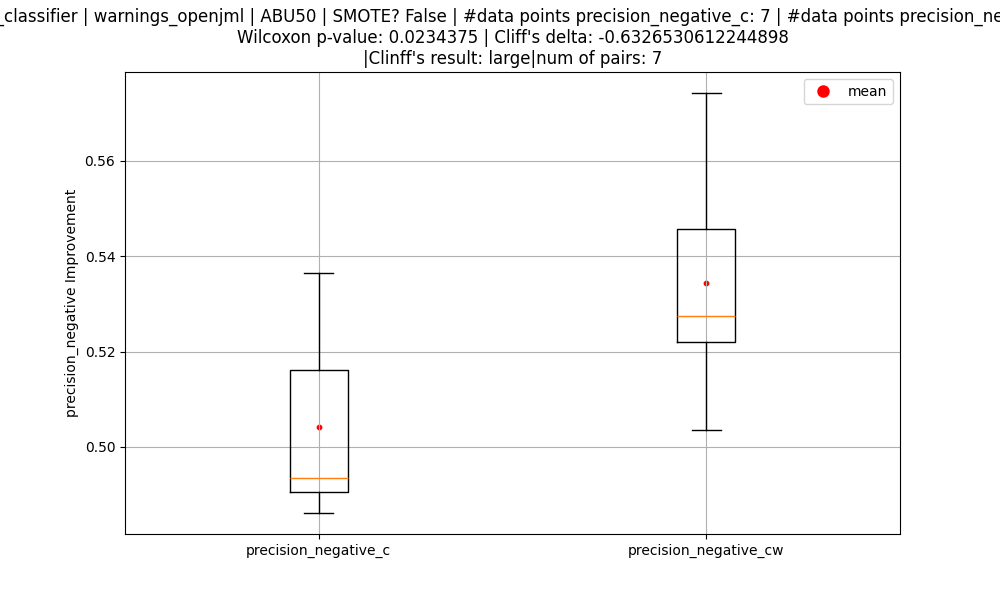 _classifier | warnings_openjml | ABU50 | SMOTE? False | #data points precision_negative_c: 7 | #data points precision_ne
Wilcoxon p-value: 0.0234375 | Cliff's delta: -0.6326530612244898
|Clinff's result: large|num of pairs: 7
mean
0.56
0.54
0.52
0.50
precision_negative Improvement
precision_negative_c
precision_negative_cw